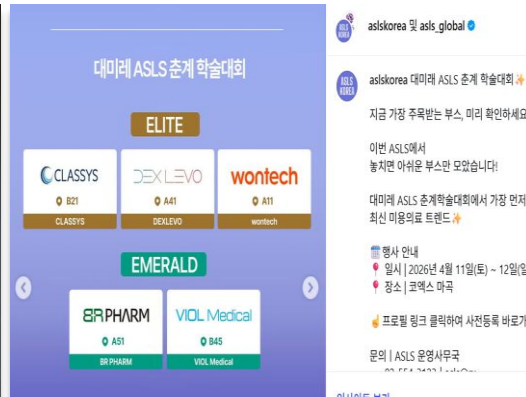 대미레 ASLS 춘계 학술대회
ELITE
CLASSYS
B21
CLASSYS
DEXLEVO
A41
DEXLEVO
wontech
A11
wontech
EMERALD
BR PHARM
A51
BR PHARM
VIOL Medical
B45
VIOL Medical
ASLS KOREA
aslskorea 및 asls_global
ASLS KOREA
aslskorea 대미래 ASLS 춘계 학술대회✨
지금 가장 주목받는 부스, 미리 확인하세요
이번 ASLS에서
놓치면 아쉬운 부스만 모았습니다!
대미레 ASLS 춘계학술대회에서 가장 먼저
최신 미용의료 트렌드✨
🗓️행사 안내
📍 일시 | 2026년 4월 11일(토) ~ 12일(일
📍 장소 | 코엑스 마곡
☝️프로필 링크 클릭하여 사전등록 바로가
문의 | ASLS 운영사무국